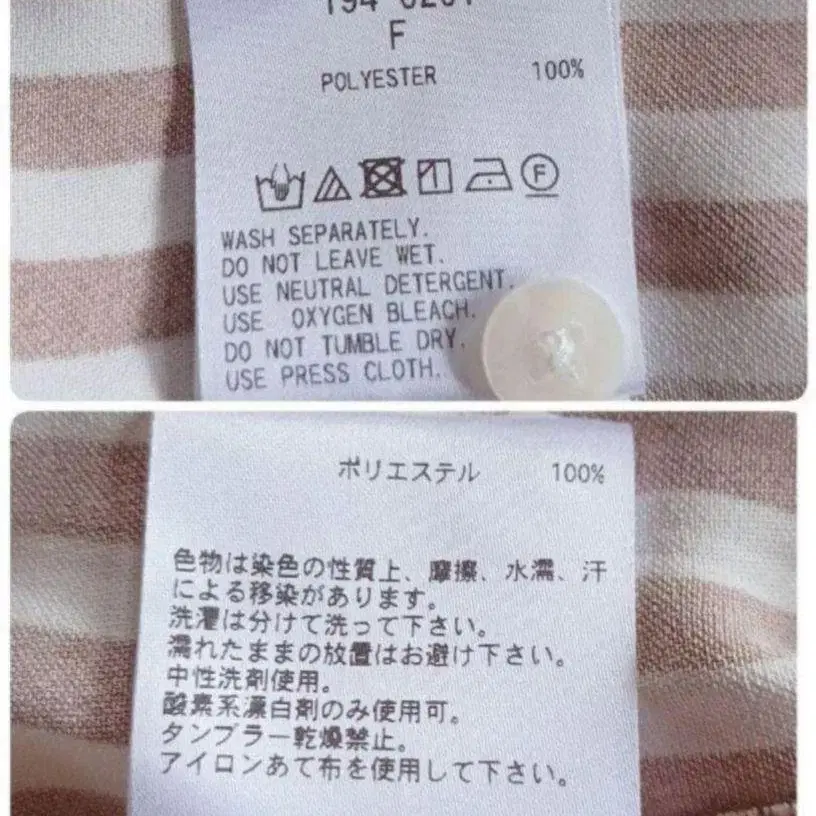 F
POLYESTER 100%
F
WASH SEPARATELY.
DO NOT LEAVE WET.
USE NEUTRAL DETERGENT.
USE OXYGEN BLEACH.
DO NOT TUMBLE DRY.
USE PRESS CLOTH.
ポリエステル 100%
色物は染色の性質上、摩擦、水濡、汗
による移染があります。
洗濯は分けて洗って下さい。
濡れたままの放置はお避け下さい。
中性洗剤使用。
酸素系漂白剤のみ使用可。
タンブラー乾燥禁止。
アイロンあて布を使用して下さい。